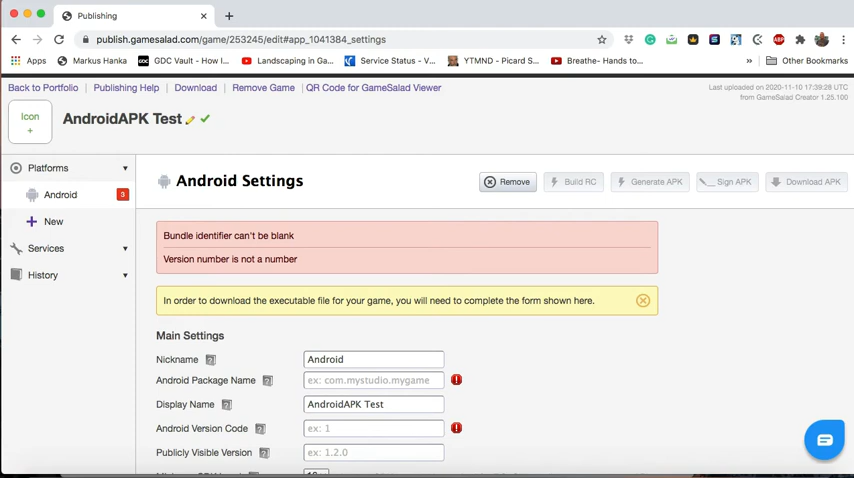 Publishing
publish.gamesalad.com/game/253245/edit#app_1041384_settings
Apps Markus Hanka GDC Vault - How I... Landscaping in Ga... Service Status - V... YTMND - Picard S... Breathe- Hands to... » Other Bookmarks
Back to Portfolio | Publishing Help | Download | Remove Game | QR Code for GameSalad Viewer
Last uploaded on 2020-11-10 17:39:28 UTC
from GameSalad Creator 1.25.100
Icon
+
AndroidAPK Test
Platforms
Android 3
New
Services
History
Android Settings
Remove Build RC Generate APK Sign APK Download APK
Bundle identifier can't be blank
Version number is not a number
In order to download the executable file for your game, you will need to complete the form shown here.
Main Settings
Nickname Android
Android Package Name ex: com.mystudio.mygame
Display Name AndroidAPK Test
Android Version Code ex: 1
Publicly Visible Version ex: 1.2.0